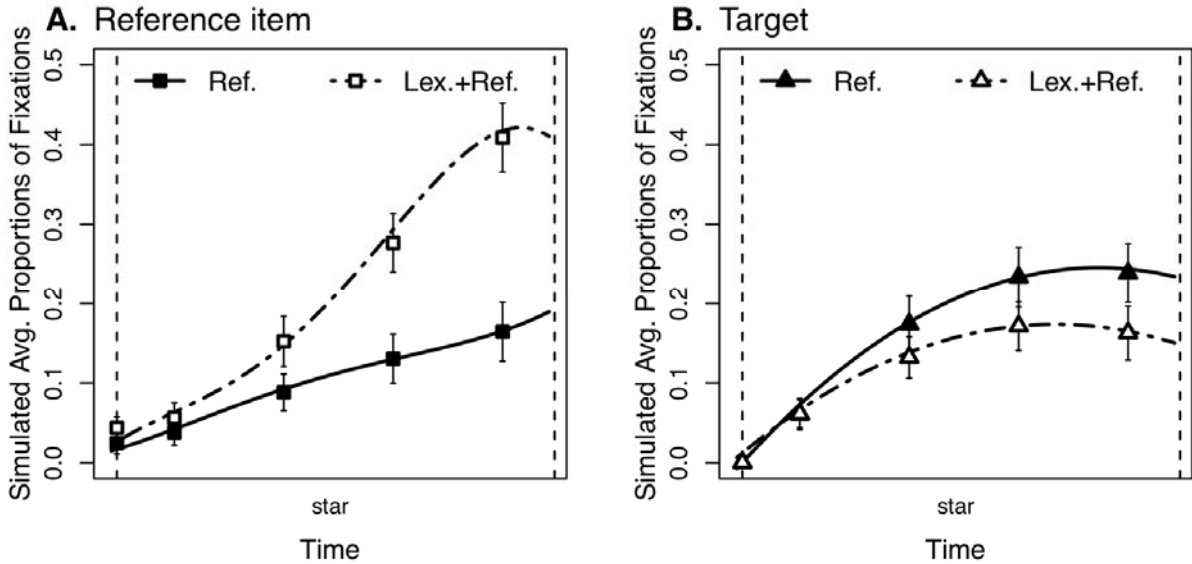 A. Reference item
Simulated Avg. Proportions of Fixations
0.5
0.4
0.3
0.2
0.1
0.0
Ref.
Lex.+Ref.
star
Time
B. Target
Simulated Avg. Proportions of Fixations
0.5
0.4
0.3
0.2
0.1
0.0
Ref.
Lex.+Ref.
star
Time